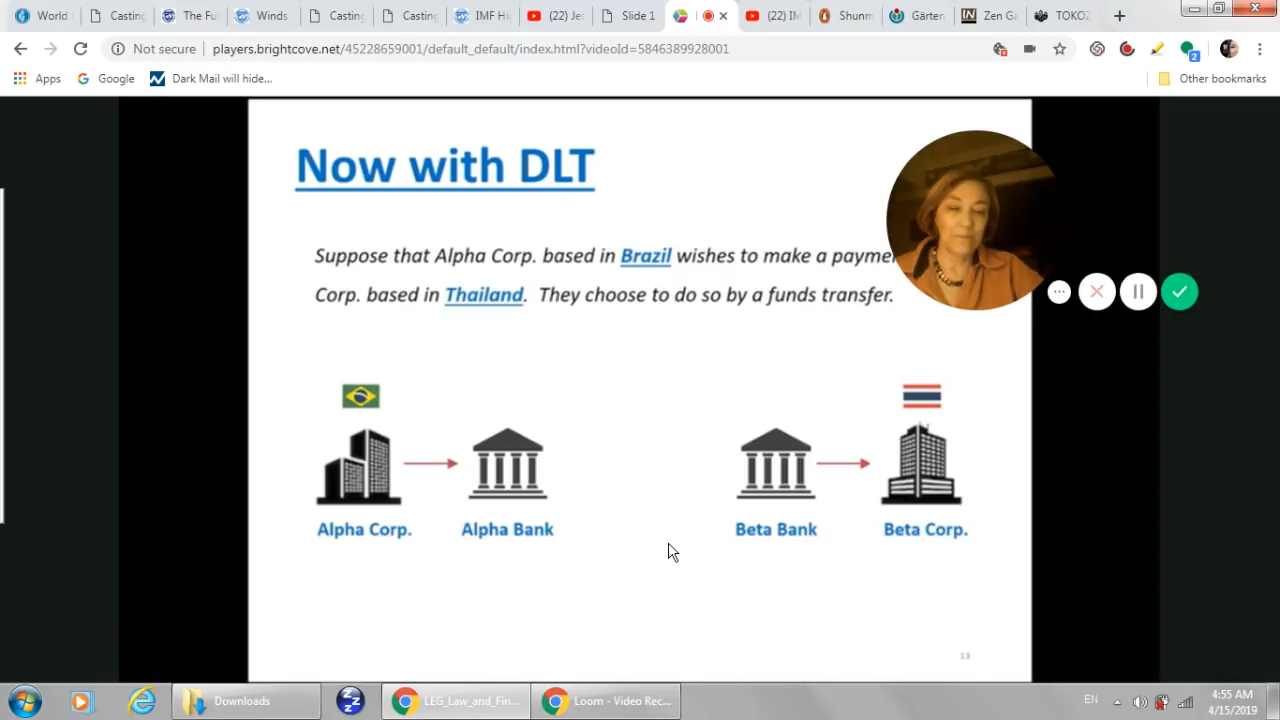 World
Casting
The Fu
Winds
Casting
Casting
IMF Hi
(22) Je
Slide 1
(22) IM
Shunm
Gärten
Zen Ga
TOKOZ
Not secure
players.brightcove.net/45228659001/default_default/index.html?videoId=5846389928001
2
Apps
Google
Dark Mail will hide...
Other bookmarks
Now with DLT
Suppose that Alpha Corp. based in Brazil wishes to make a payme
Corp. based in Thailand. They choose to do so by a funds transfer.
Alpha Corp.
Alpha Bank
Beta Bank
Beta Corp.
13
Downloads
LEG_Law_and_Fin...
Loom - Video Rec...
EN
4:55 AM
4/15/2019